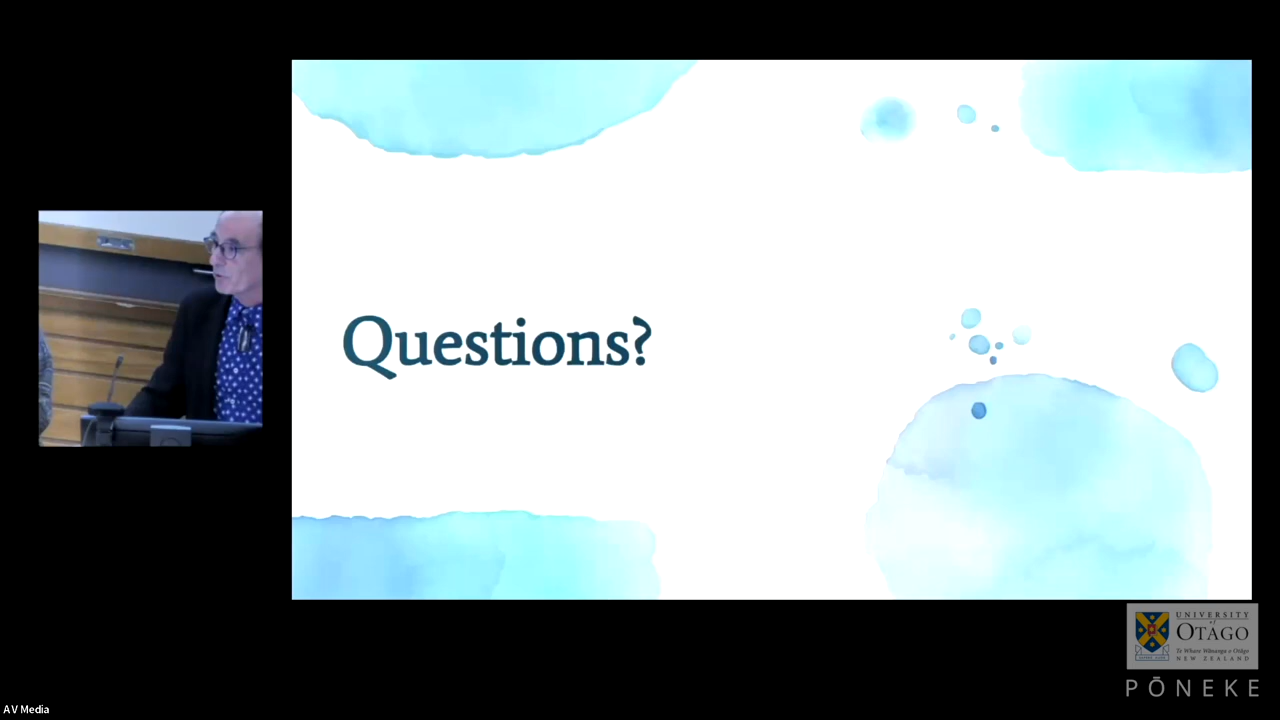 Questions?
UNIVERSITY
of
OTAGO
Te Whare Wānanga o Otāgo
NEW ZEALAND
PŌNEKE
AV Media